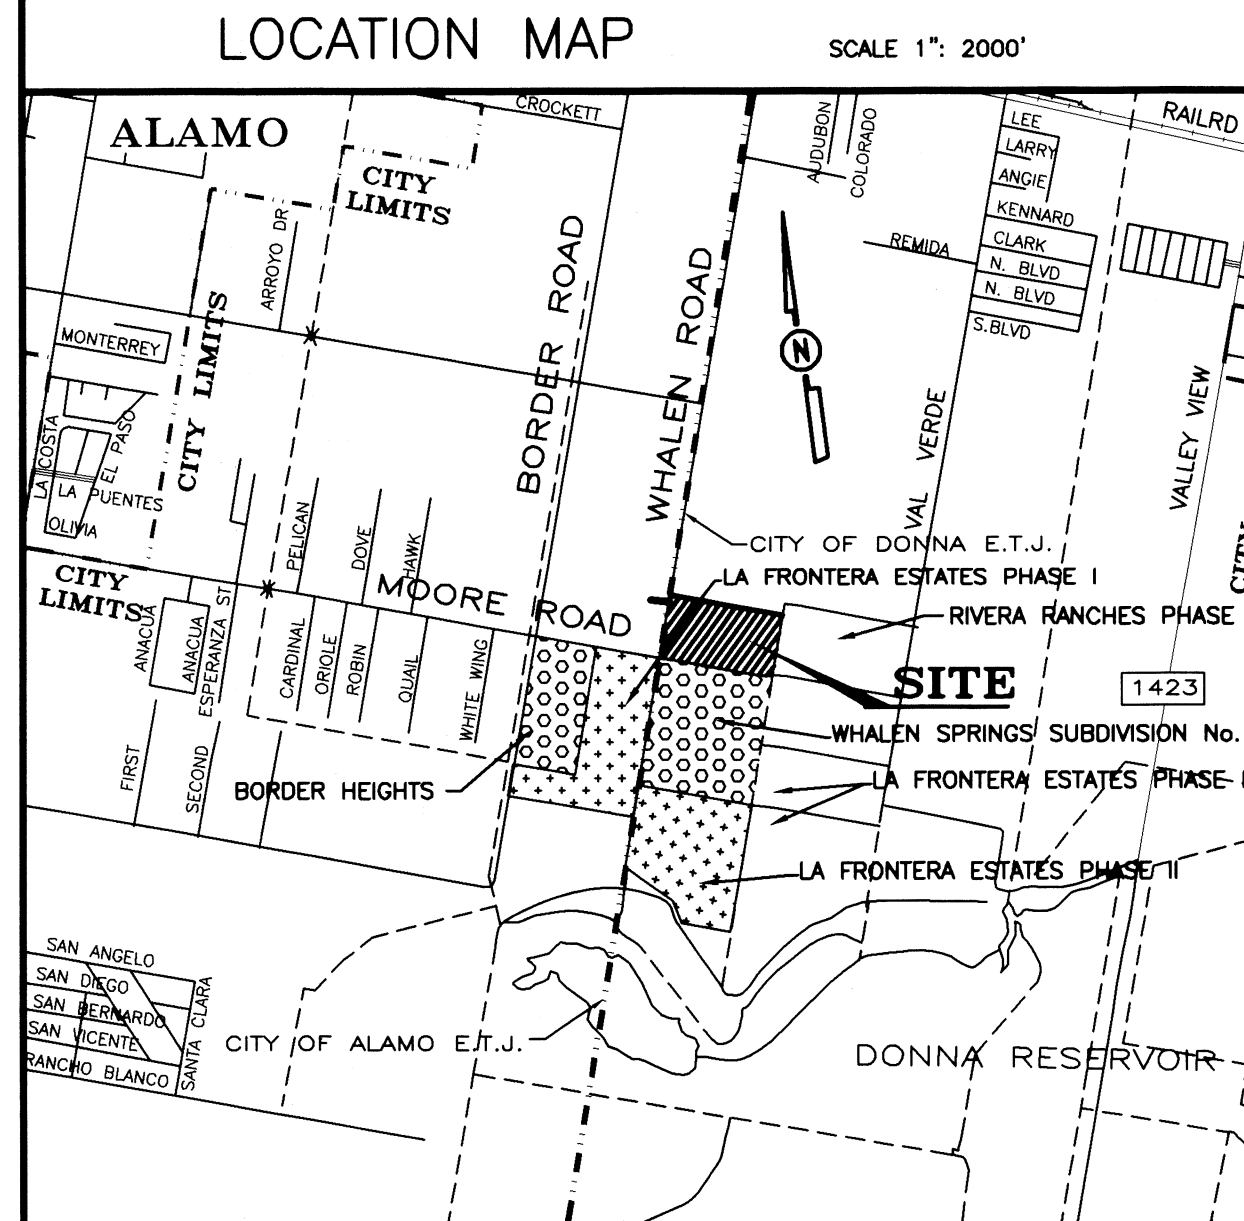 LOCATION MAP
SCALE 1": 2000'
CROCKETT
ALAMO
CITY
LIMITS
AUDUBON
COLORADO
LEE
LARRY
ANGIE
KENNARD
CLARK
N. BLVD
N. BLVD
S.BLVD
RAILRD
REMIDA
ARROYO DR
BORDER ROAD
WHALEN ROAD
N
MONTERREY
CITY LIMITS
VAL VERDE
VALLEY VIEW
LA COSTA
EL PASO
LA PUENTES
OLIVIA
PELICAN
DOVE
HAWK
CITY OF DONNA E.T.J.
LA FRONTERA ESTATES PHASE I
CITY
LIMITS
MOORE ROAD
RIVERA RANCHES PHASE
ANACUA
ANACUA
ESPERANZA ST
CARDINAL
ORIOLE
ROBIN
QUAIL
WHITE WING
SITE
1423
WHALEN SPRINGS SUBDIVISION No.
FIRST
SECOND
BORDER HEIGHTS
LA FRONTERA ESTATES PHASE
LA FRONTERA ESTATES PHASE II
SAN ANGELO
SAN DIEGO
SAN BERNARDO
SAN VICENTE
RANCHO BLANCO
SANTA CLARA
CITY OF ALAMO E.T.J.
DONNA RESERVOIR